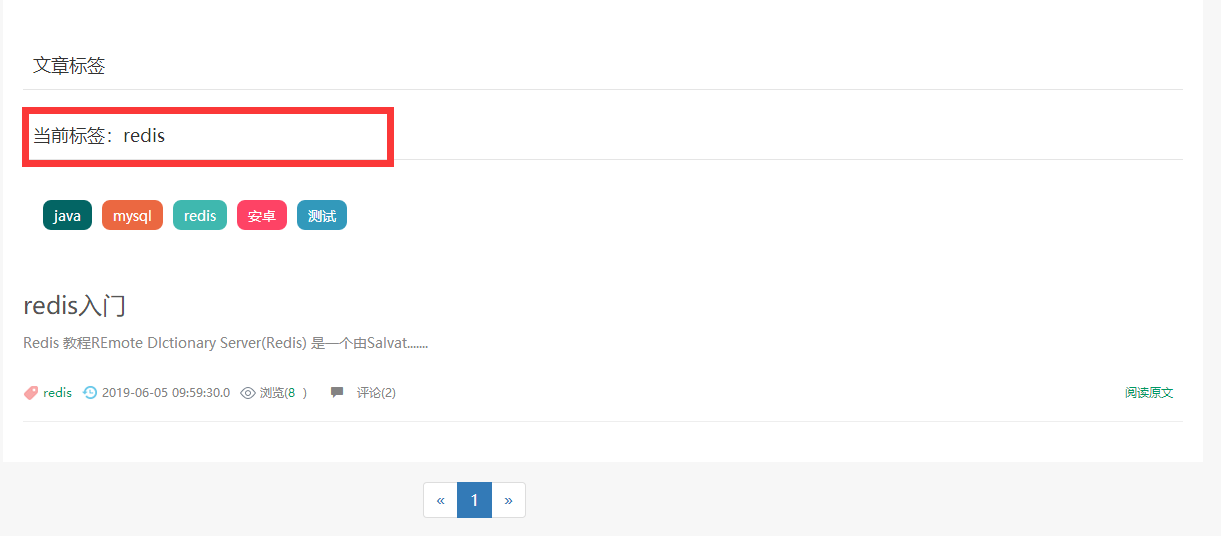 文章标签
当前标签：redis
java mysql redis 安卓 测试
redis入门
Redis 教程REmote DIctionary Server(Redis) 是一个由Salvat.......
redis 2019-06-05 09:59:30.0 浏览(8 ) 评论(2) 阅读原文
« 1 »